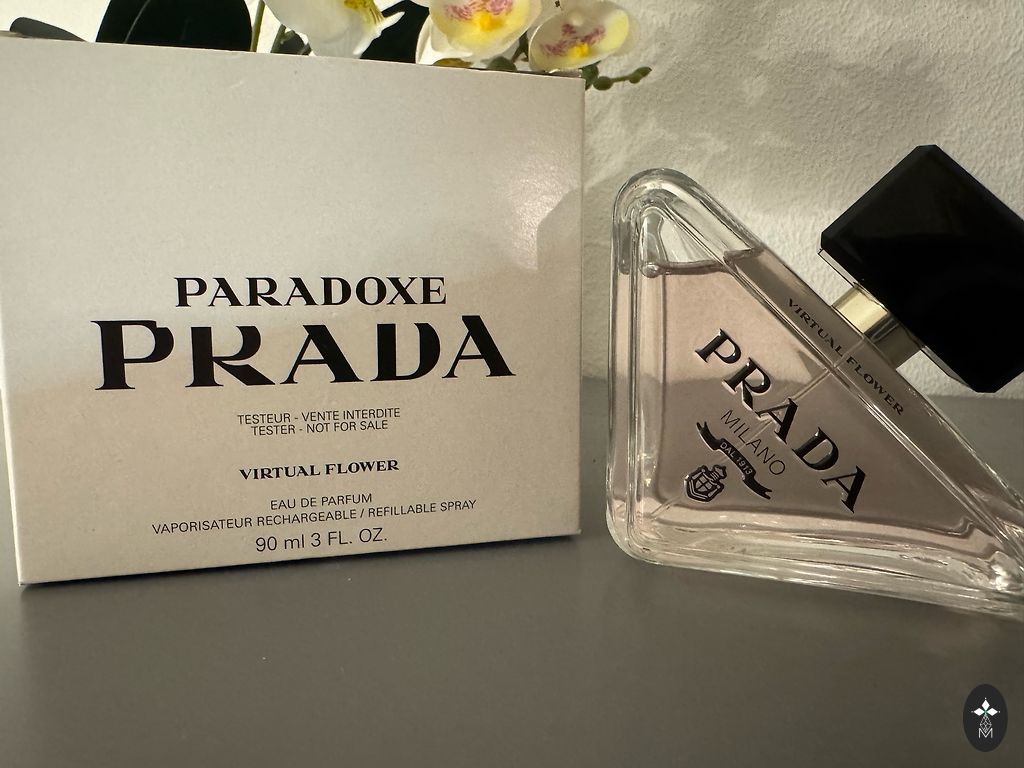 PARADOXE
PRADA
TESTEUR - VENTE INTERDITE
TESTER - NOT FOR SALE
VIRTUAL FLOWER
EAU DE PARFUM
VAPORISATEUR RECHARGEABLE / REFILLABLE SPRAY
90 ml 3 FL. OZ.
VIRTUAL FLOWER
PRADA
MILANO
DAL 1913
M